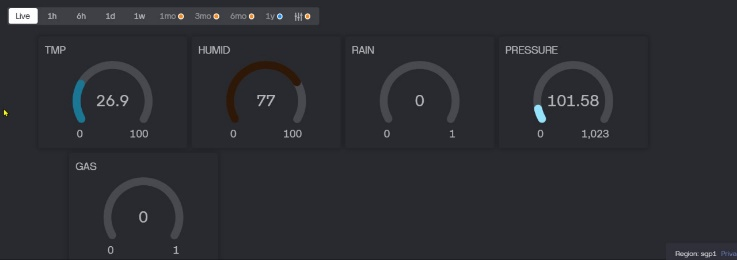 Live 1h 6h 1d 1w 1mo 3mo 6mo 1y
TMP HUMID RAIN PRESSURE
26.9 77 0 101.58
0 100 0 100 0 1 0 1,023
GAS
0
0 1
Region: sgp1 Priva